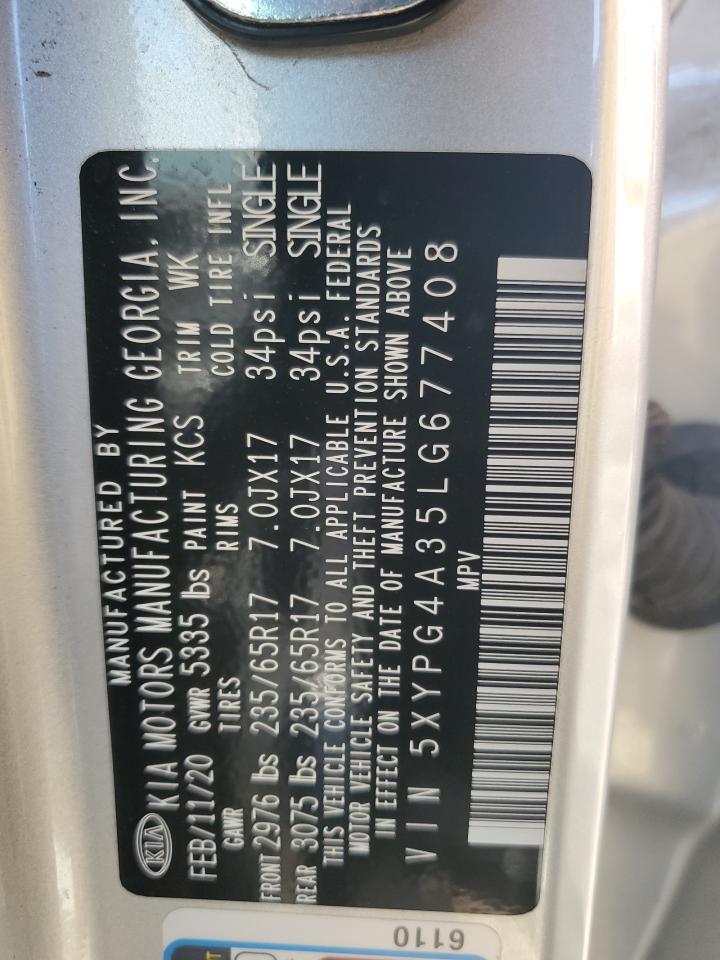 MANUFACTURED BY
KIA KIA MOTORS MANUFACTURING GEORGIA, INC.
FEB/11/20 GVWR 5335 lbs PAINT KCS TRIM WK
GAWR TIRES RIMS COLD TIRE INFL
FRONT 2976 lbs 235/65R17 7.0JX17 34psi SINGLE
REAR 3075 lbs 235/65R17 7.0JX17 34psi SINGLE
THIS VEHICLE CONFORMS TO ALL APPLICABLE U.S.A. FEDERAL
MOTOR VEHICLE SAFETY AND THEFT PREVENTION STANDARDS
IN EFFECT ON THE DATE OF MANUFACTURE SHOWN ABOVE
VIN 5XYPG4A35LG677408
MPV
6110